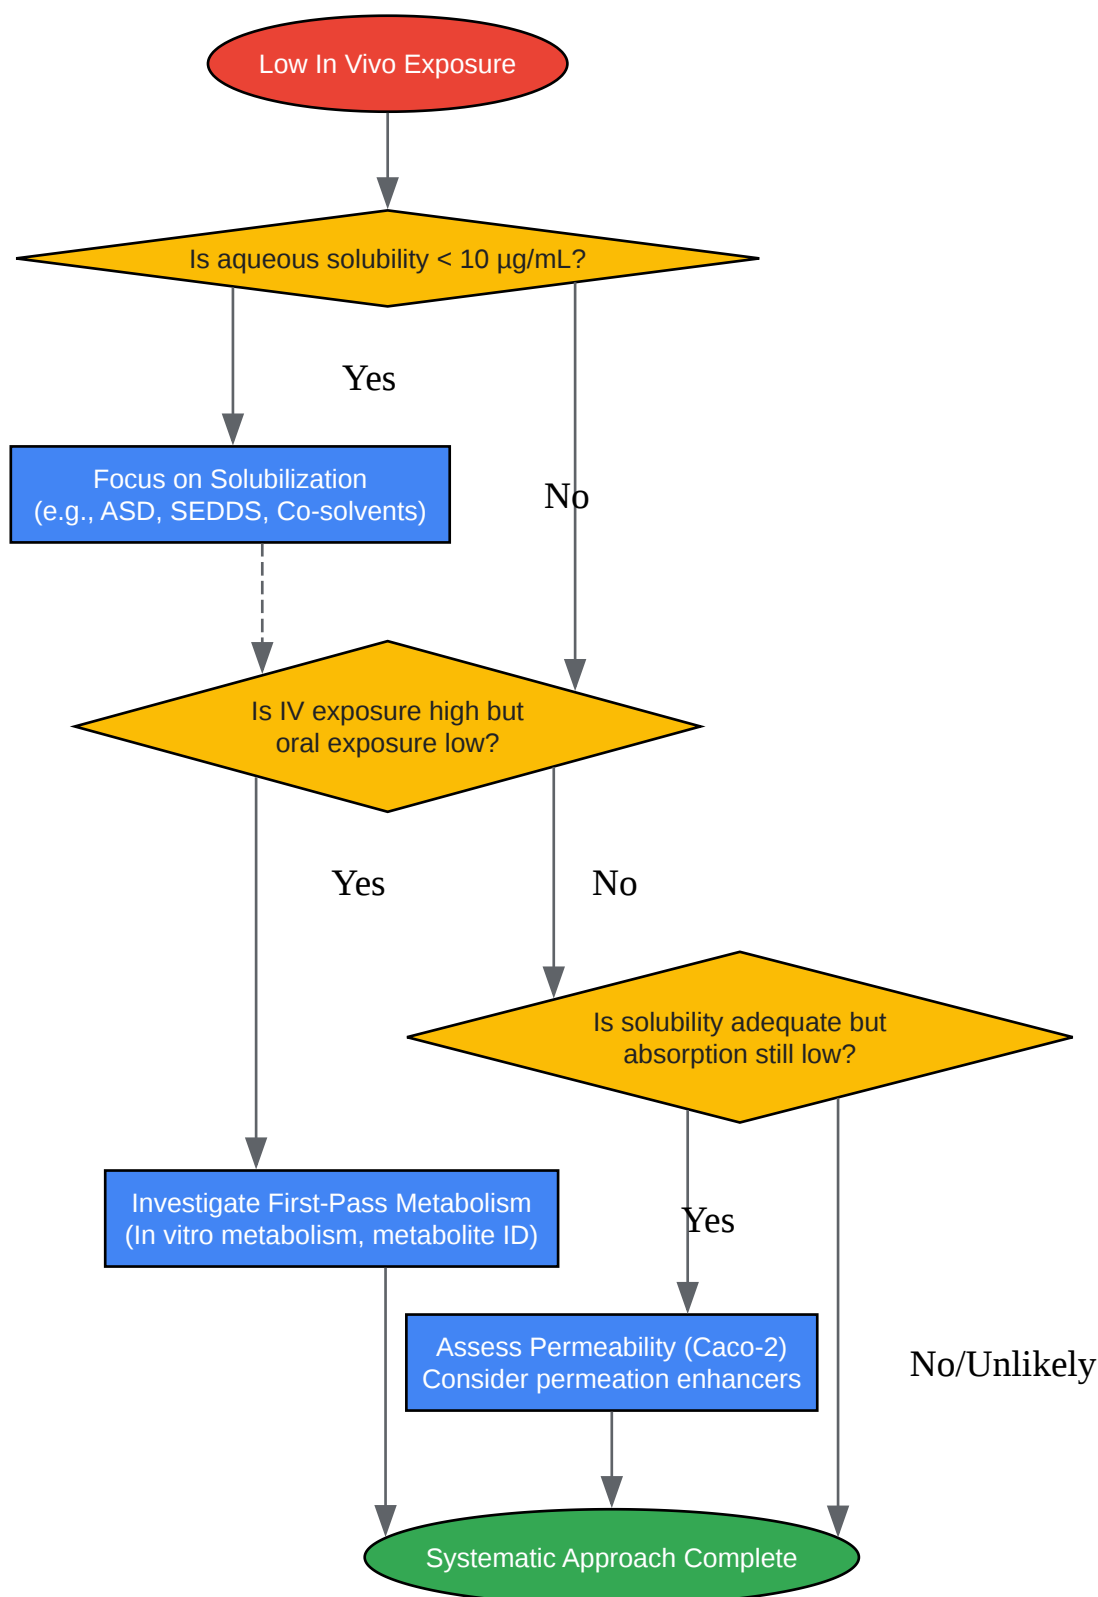 Low In Vivo Exposure
Is aqueous solubility < 10 µg/mL?
Yes
Focus on Solubilization
(e.g., ASD, SEDDS, Co-solvents)
No
Is IV exposure high but
oral exposure low?
Yes
No
Is solubility adequate but
absorption still low?
Investigate First-Pass Metabolism
(In vitro metabolism, metabolite ID)
Yes
Assess Permeability (Caco-2)
Consider permeation enhancers
No/Unlikely
Systematic Approach Complete